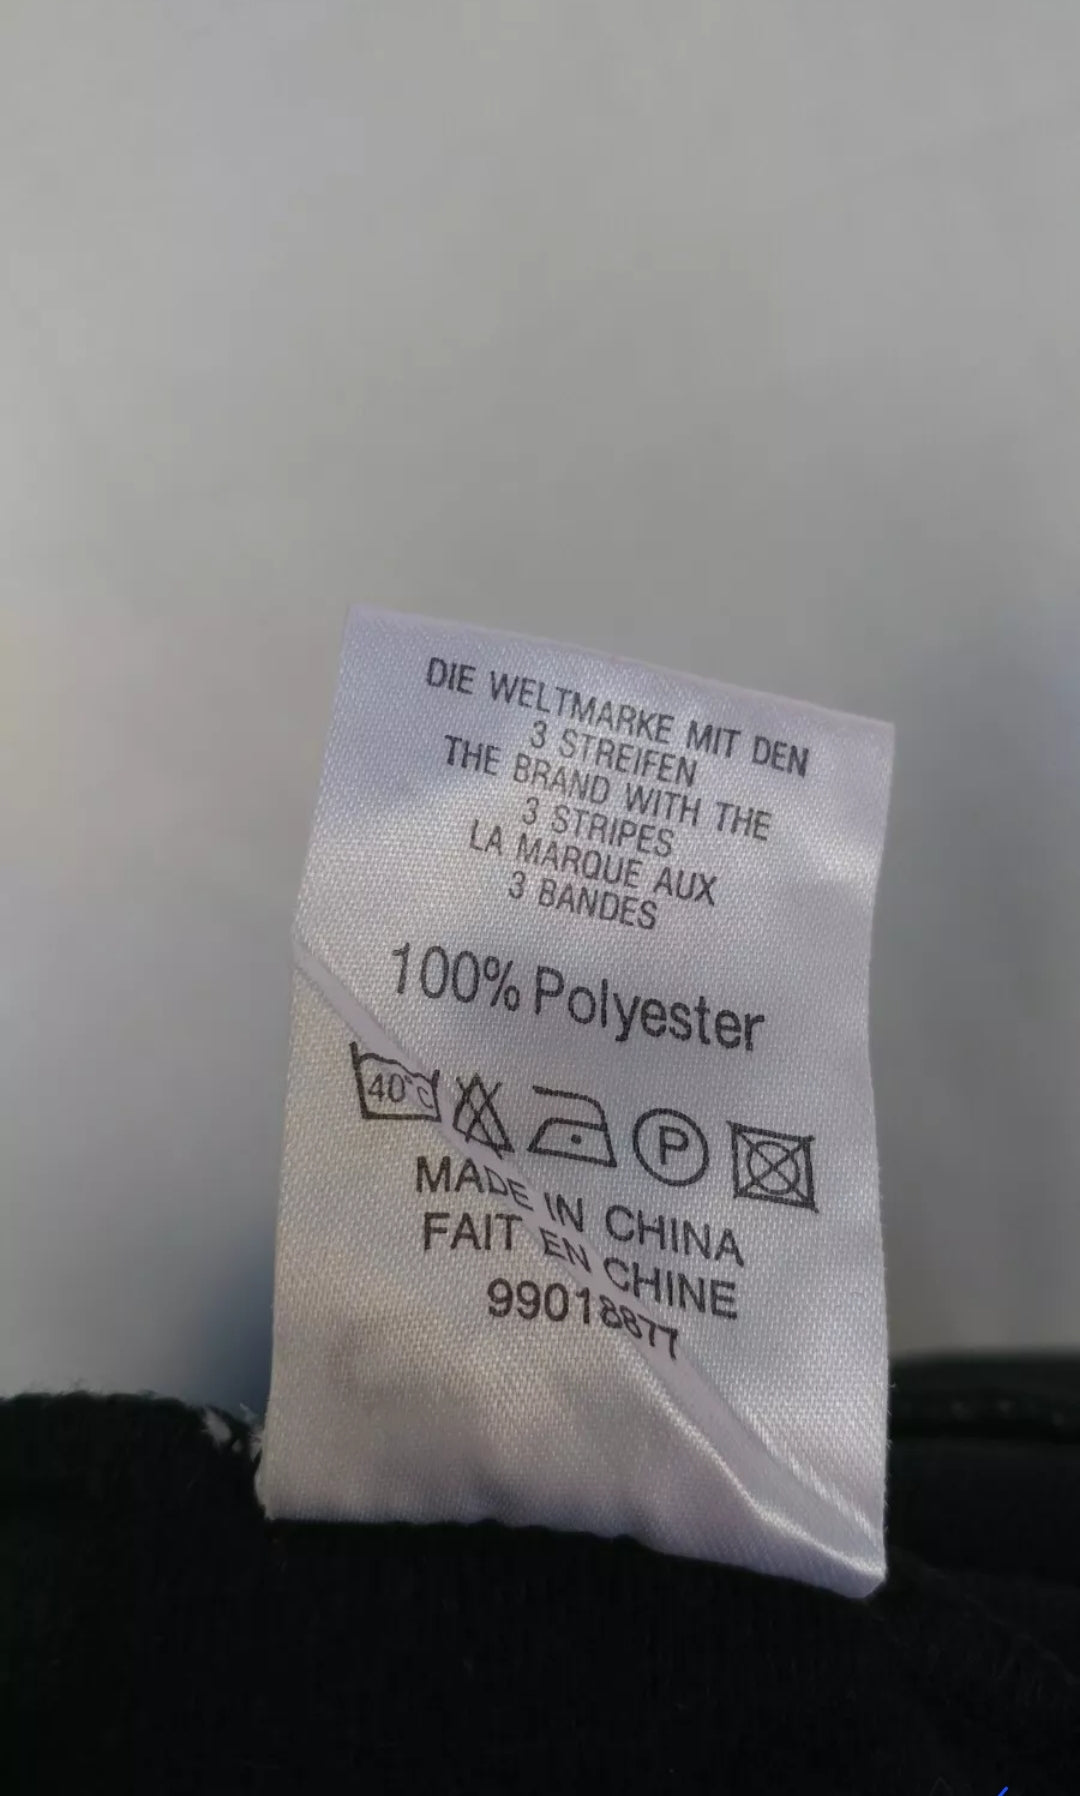 DIE WELTMARKE MIT DEN
3 STREIFEN
THE BRAND WITH THE
3 STRIPES
LA MARQUE AUX
3 BANDES
100% Polyester
40°C P
MADE IN CHINA
FAIT EN CHINE
99018877